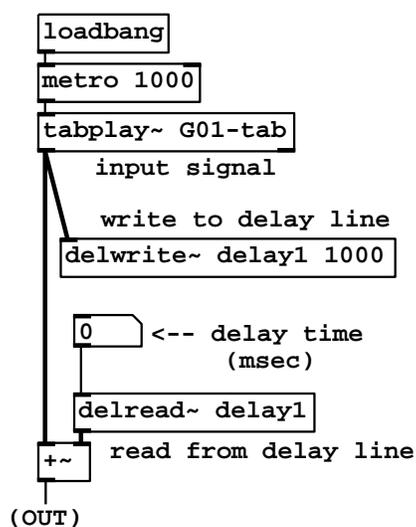 loadbang
metro 1000
tabplay~ G01-tab
input signal
write to delay line
delwrite~ delay1 1000
0
<-- delay time
(msec)
delread~ delay1
+~
read from delay line
(OUT)